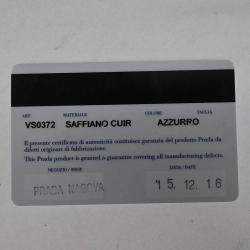 ART. MATERIALE COLORE TAGLIA
VS0372 SAFFIANO CUIR AZZURRO
Il presente certificato di autenticità costituisce garanzia del prodotto Prada da
difetti originari di fabbricazione.
This Prada product is granted a guarantee covering all manufacturing defects.
NEGOZIO / SHOP DATA / DATE
PRADA NAGOYA 15. 12. 16